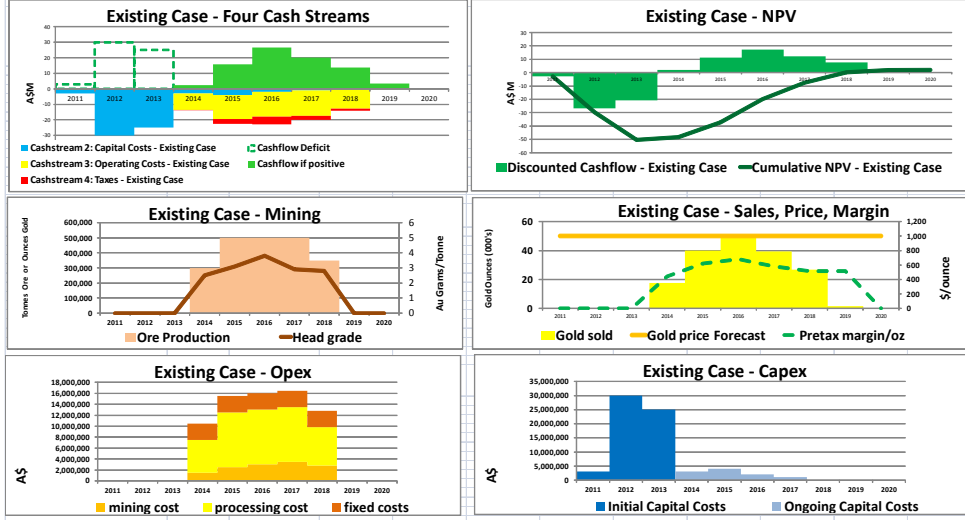 Existing Case - Four Cash Streams
A$M
40
30
20
10
0
-10
-20
-30
2011 2012 2013 2014 2015 2016 2017 2018 2019 2020
Cashstream 2: Capital Costs - Existing Case
Cashflow Deficit
Cashstream 3: Operating Costs - Existing Case
Cashflow if positive
Cashstream 4: Taxes - Existing Case
Existing Case - NPV
A$M
30
20
10
0
-10
-20
-30
-40
-50
-60
2011 2012 2013 2014 2015 2016 2017 2018 2019 2020
Discounted Cashflow - Existing Case
Cumulative NPV - Existing Case
Existing Case - Mining
Tonnes Ore or Ounces Gold
600,000
500,000
400,000
300,000
200,000
100,000
0
6
5
4
3
2
1
0
Au Grams/Tonne
2011 2012 2013 2014 2015 2016 2017 2018 2019 2020
Ore Production
Head grade
Existing Case - Sales, Price, Margin
Gold Ounces (000's)
60
40
20
0
1,200
1,000
800
600
400
200
0
$/ounce
2011 2012 2013 2014 2015 2016 2017 2018 2019 2020
Gold sold
Gold price Forecast
Pretax margin/oz
Existing Case - Opex
A$
18,000,000
16,000,000
14,000,000
12,000,000
10,000,000
8,000,000
6,000,000
4,000,000
2,000,000
0
2011 2012 2013 2014 2015 2016 2017 2018 2019 2020
mining cost
processing cost
fixed costs
Existing Case - Capex
A$
35,000,000
30,000,000
25,000,000
20,000,000
15,000,000
10,000,000
5,000,000
0
2011 2012 2013 2014 2015 2016 2017 2018 2019 2020
Initial Capital Costs
Ongoing Capital Costs